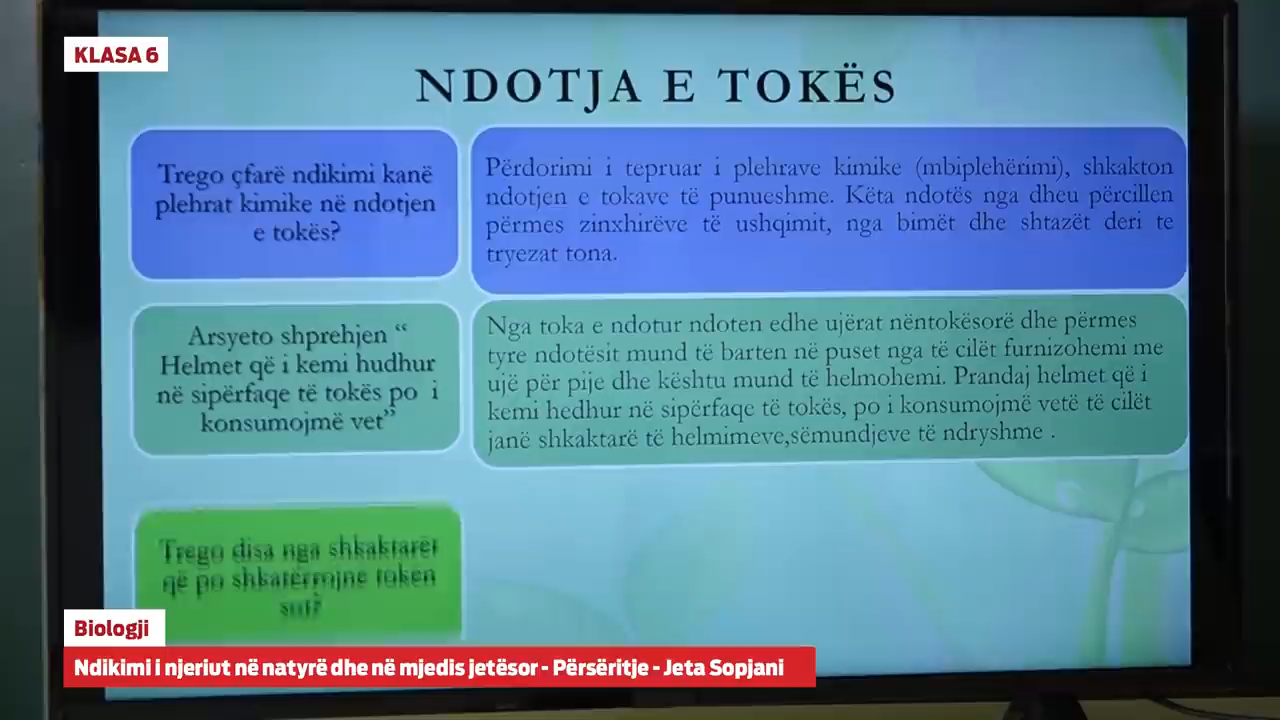 KLASA 6
NDOTJA E TOKËS
Trego çfarë ndikimi kanë
plehrat kimike në ndotjen
e tokës?
Përdorimi i tepruar i plehrave kimike (mbiplehërimi), shkakton
ndotjen e tokave të punueshme. Këta ndotës nga dheu përcillen
përmes zinxhirëve të ushqimit, nga bimët dhe shtazët deri te
tryezat tona.
Arsyeto shprehjen “
Helmet që i kemi hudhur
në sipërfaqe të tokës po i
konsumojmë vet”
Nga toka e ndotur ndoten edhe ujërat nëntokësorë dhe përmes
tyre ndotësit mund të barten në puset nga të cilët furnizohemi me
ujë për pije dhe kështu mund të helmohemi. Prandaj helmet që i
kemi hedhur në sipërfaqe të tokës, po i konsumojmë vetë të cilët
janë shkaktarë të helmimeve,sëmundjeve të ndryshme .
Trego disa nga shkaktarët
që po shkatërrojnë token
sot?
Biologji
Ndikimi i njeriut në natyrë dhe në mjedis jetësor - Përsëritje - Jeta Sopjani